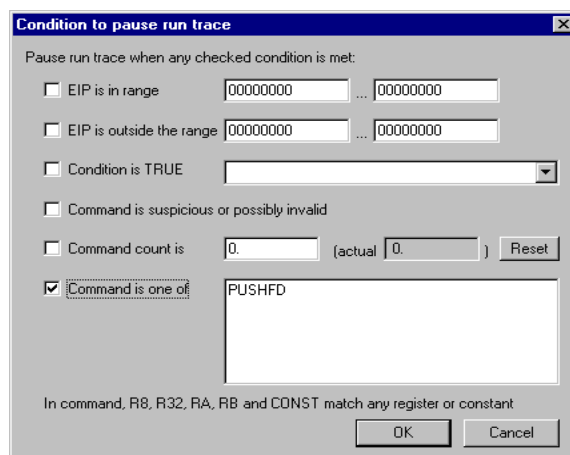 Condition to pause run trace
Pause run trace when any checked condition is met:
EIP is in range 00000000 ... 00000000
EIP is outside the range 00000000 ... 00000000
Condition is TRUE
Command is suspicious or possibly invalid
Command count is 0. (actual 0. ) Reset
Command is one of PUSHFD
In command, R8, R32, RA, RB and CONST match any register or constant
OK Cancel